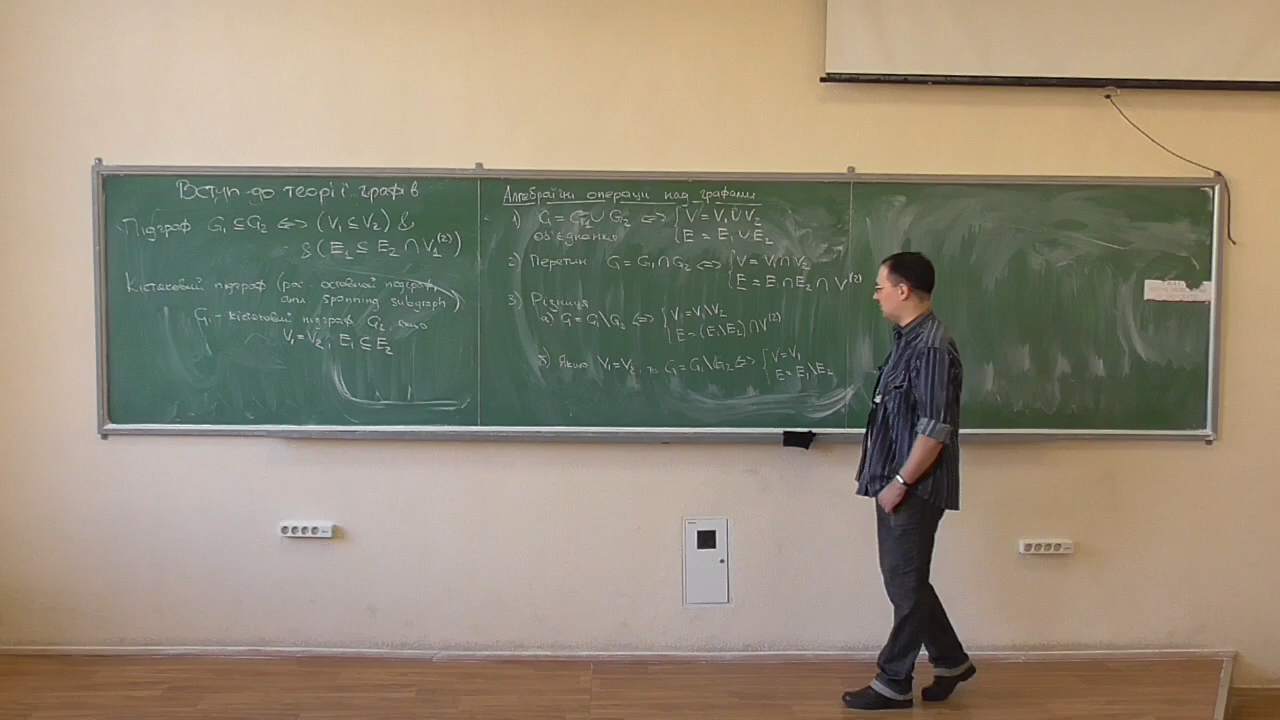 Вступ до теорії графів
Підграф G₁ ⊆ G₂ ⟺ (V₁ ⊆ V₂) &
& (E₁ ⊆ E₂ ∩ V₁⁽²⁾)
Кістяковий підграф (рос. остовной подграф,
англ. spanning subgraph)
G₁ - кістяковий підграф G₂, якщо
V₁ = V₂, E₁ ⊆ E₂
Алгебраїчні операції над графами
1) G = G₁ ∪ G₂ ⟺ { V = V₁ ∪ V₂
об'єднання { E = E₁ ∪ E₂
2) Перетин G = G₁ ∩ G₂ ⟺ { V = V₁ ∩ V₂
{ E = E₁ ∩ E₂ ∩ V⁽²⁾
3) Різниця
а) G = G₁ \ G₂ ⟺ { V₁ = V₁ \ V₂
{ E = (E₁ \ E₂) ∩ V⁽²⁾
Якщо V₁ = V₂, то G = G₁ \ G₂ ⟺ { V = V₁
{ E = E₁ \ E₂